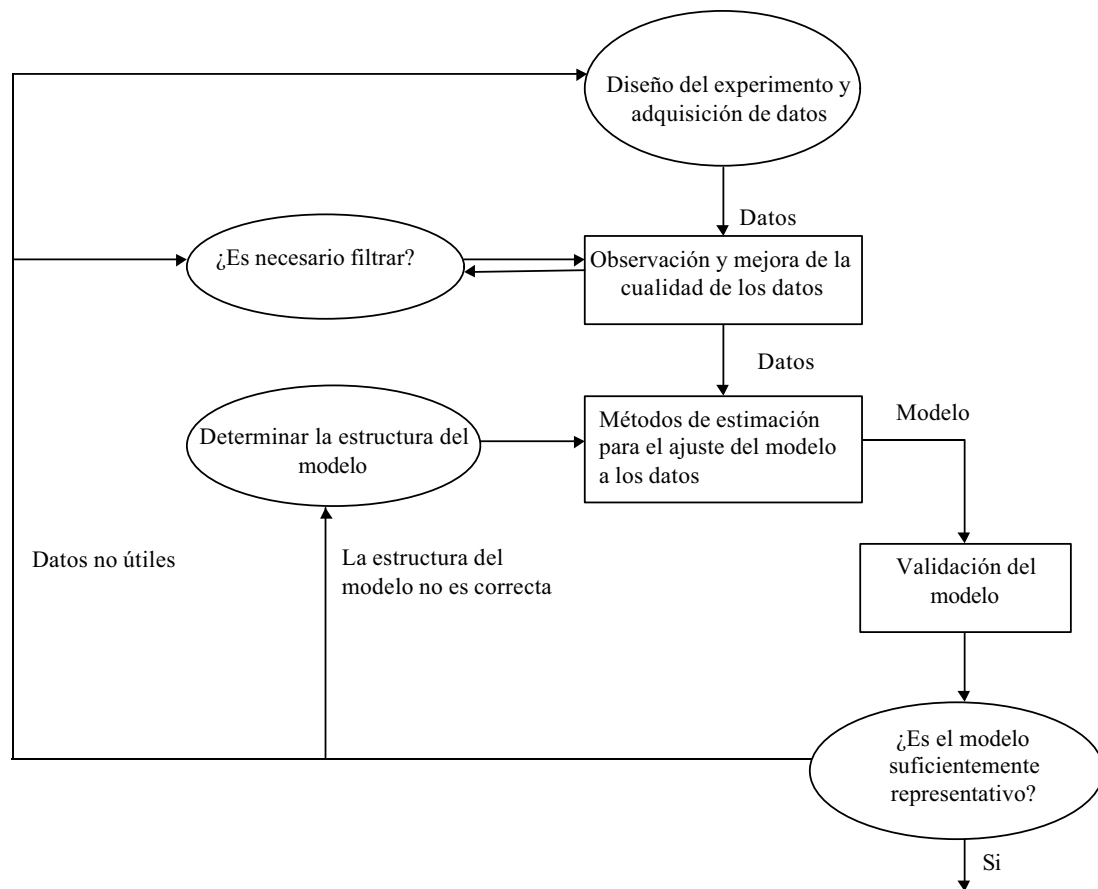 Diseño del experimento y
adquisición de datos
Datos
¿Es necesario filtrar?
Observación y mejora de la
cualidad de los datos
Datos
Determinar la estructura del
modelo
Métodos de estimación
para el ajuste del modelo
a los datos
Modelo
Datos no útiles
La estructura del
modelo no es correcta
Validación del
modelo
¿Es el modelo
suficientemente
representativo?
Si